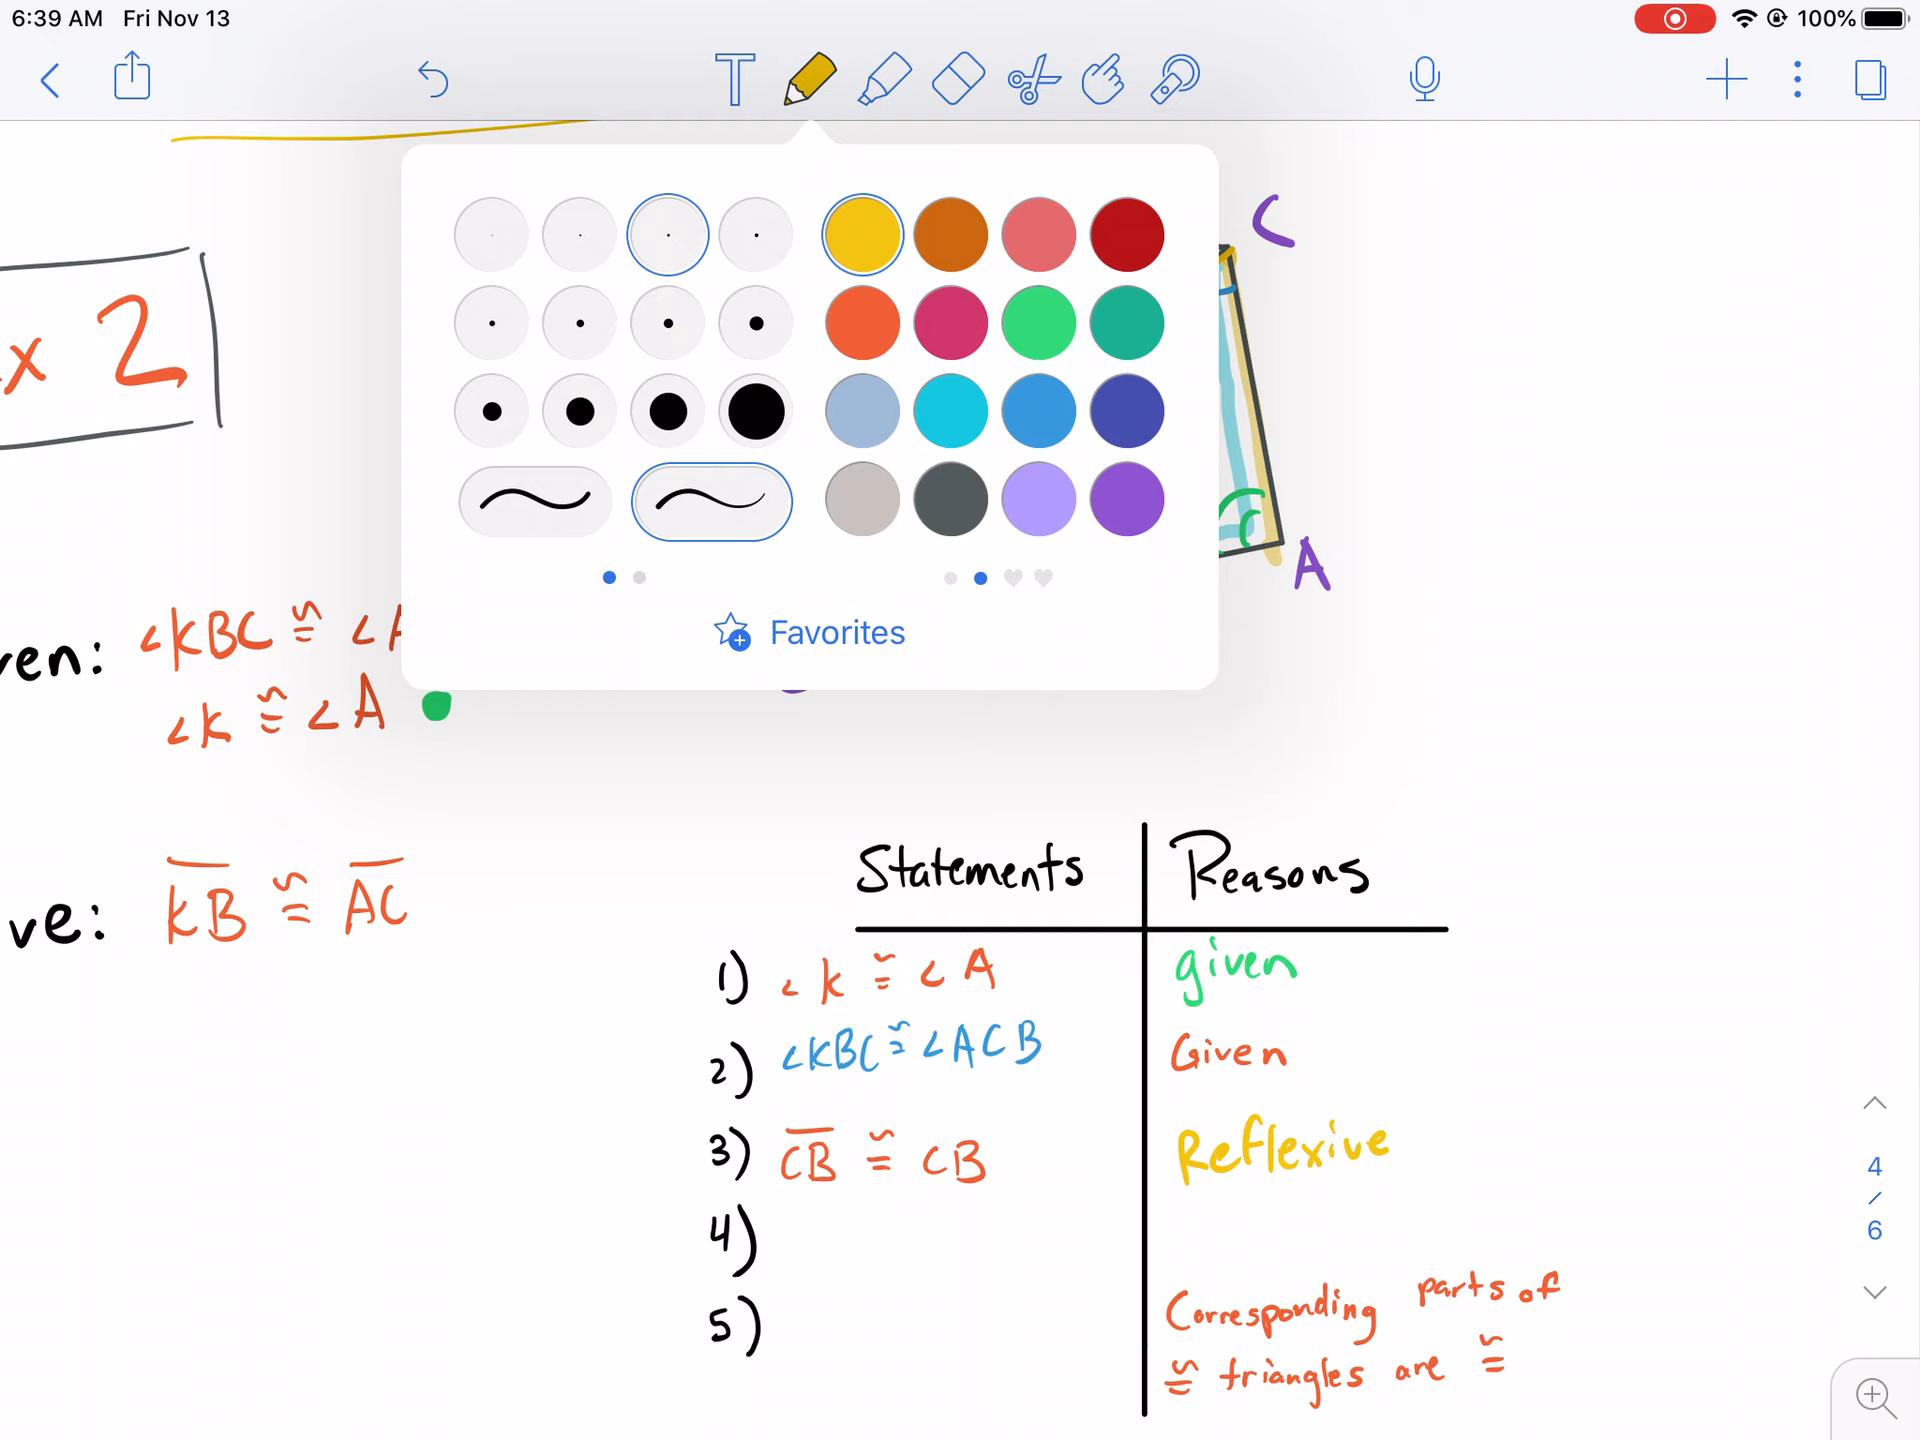 6:39 AM Fri Nov 13 100%
T
C
x 2
A
ven: ∠KBC ≅ ∠A
Favorites
∠K ≅ ∠A
ve: KB ≅ AC
Statements Reasons
1) ∠K ≅ ∠A given
2) ∠KBC ≅ ∠ACB Given
3) CB ≅ CB Reflexive
4)
5) Corresponding parts of
≅ triangles are ≅
4
/
6